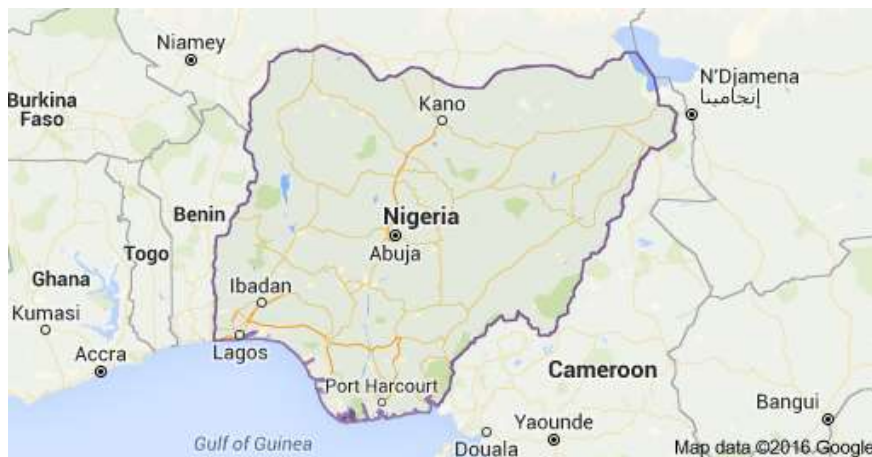 Niamey
N'Djamena
إنجامينا
Burkina
Faso
Kano
Benin
Nigeria
Togo
Abuja
Ghana
Ibadan
Kumasi
Lagos
Accra
Cameroon
Port Harcourt
Bangui
Yaounde
Gulf of Guinea
Douala
Map data ©2016 Google